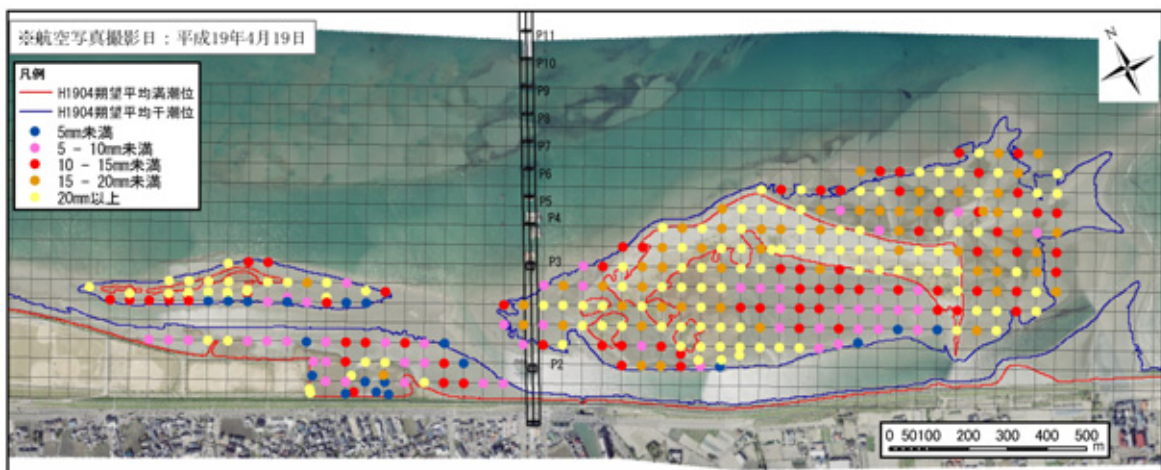 ※航空写真撮影日：平成19年4月19日
凡例
H1904朔望平均満潮位
H1904朔望平均干潮位
5mm未満
5 - 10mm未満
10 - 15mm未満
15 - 20mm未満
20mm以上
P11
P10
P9
P8
P7
P6
P5
P4
P3
P2
N
0 50100 200 300 400 500
m